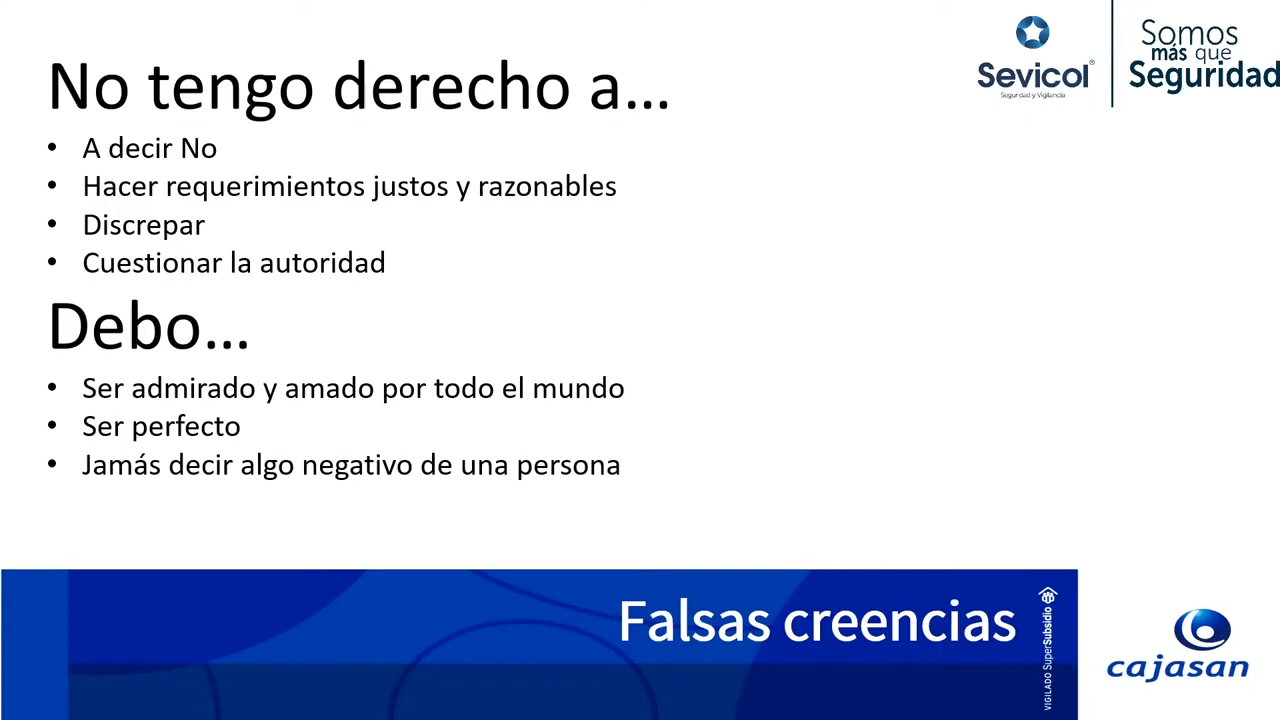 No tengo derecho a...
• A decir No
• Hacer requerimientos justos y razonables
• Discrepar
• Cuestionar la autoridad
Debo...
• Ser admirado y amado por todo el mundo
• Ser perfecto
• Jamás decir algo negativo de una persona
Sevicol®
Seguridad y Vigilancia
Somos
más que
Seguridad
Falsas creencias
VIGILADO SuperSubsidio
cajasan